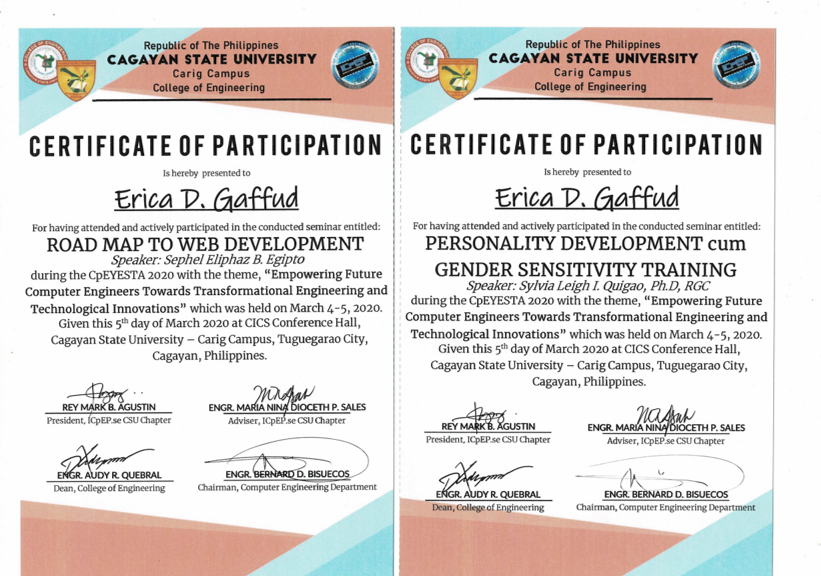 Republic of The Philippines
CAGAYAN STATE UNIVERSITY
Carig Campus
College of Engineering
CERTIFICATE OF PARTICIPATION
Is hereby presented to
Erica D. Gaffud
For having attended and actively participated in the conducted seminar entitled:
ROAD MAP TO WEB DEVELOPMENT
Speaker: Sephel Eliphaz B. Egipto
during the CpEYESTA 2020 with the theme, “Empowering Future
Computer Engineers Towards Transformational Engineering and
Technological Innovations” which was held on March 4-5, 2020.
Given this 5th day of March 2020 at CICS Conference Hall,
Cagayan State University – Carig Campus, Tuguegarao City,
Cagayan, Philippines.
REY MARK B. AGUSTIN
President, ICpEP.se CSU Chapter
ENGR. MARIA NINA DIOCETH P. SALES
Adviser, ICpEP.se CSU Chapter
ENGR. AUDY R. QUEBRAL
Dean, College of Engineering
ENGR. BERNARD D. BISUECOS
Chairman, Computer Engineering Department
Republic of The Philippines
CAGAYAN STATE UNIVERSITY
Carig Campus
College of Engineering
CERTIFICATE OF PARTICIPATION
Is hereby presented to
Erica D. Gaffud
For having attended and actively participated in the conducted seminar entitled:
PERSONALITY DEVELOPMENT cum
GENDER SENSITIVITY TRAINING
Speaker: Sylvia Leigh I. Quigao, Ph.D, RGC
during the CpEYESTA 2020 with the theme, “Empowering Future
Computer Engineers Towards Transformational Engineering and
Technological Innovations” which was held on March 4-5, 2020.
Given this 5th day of March 2020 at CICS Conference Hall,
Cagayan State University – Carig Campus, Tuguegarao City,
Cagayan, Philippines.
REY MARK B. AGUSTIN
President, ICpEP.se CSU Chapter
ENGR. MARIA NINA DIOCETH P. SALES
Adviser, ICpEP.se CSU Chapter
ENGR. AUDY R. QUEBRAL
Dean, College of Engineering
ENGR. BERNARD D. BISUECOS
Chairman, Computer Engineering Department